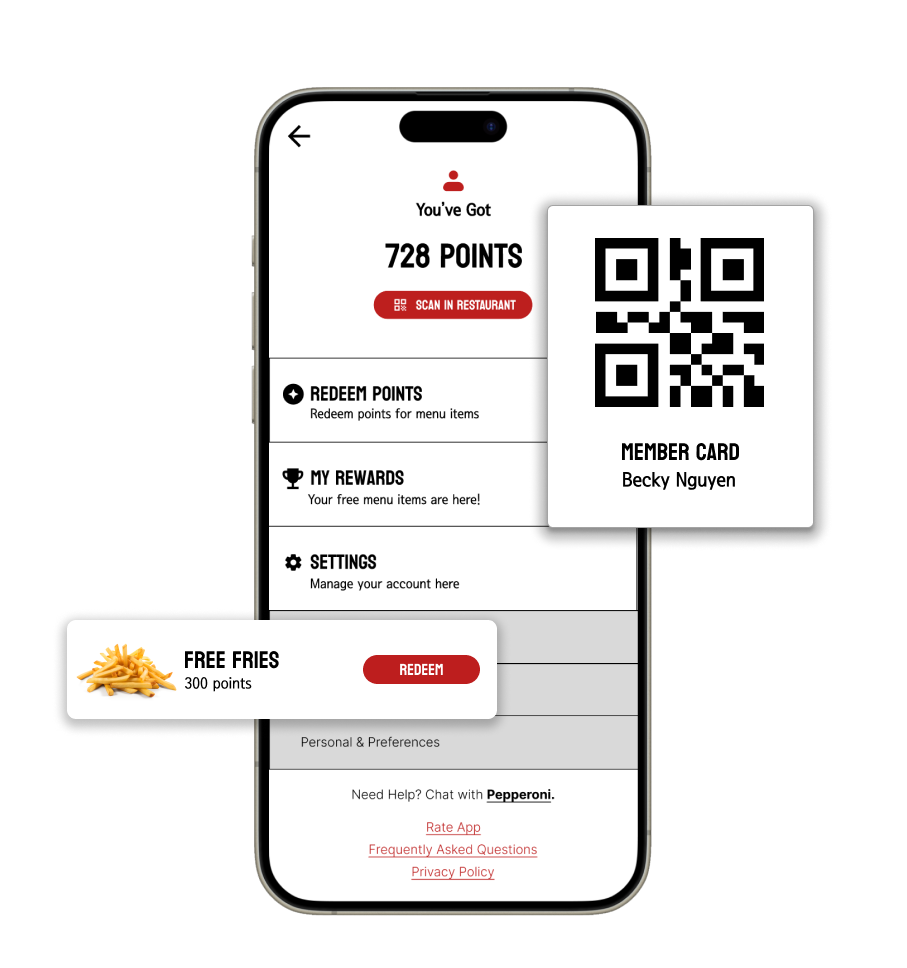 You've Got
728 POINTS
SCAN IN RESTAURANT
REDEEM POINTS
Redeem points for menu items
MY REWARDS
Your free menu items are here!
SETTINGS
Manage your account here
MEMBER CARD
Becky Nguyen
FREE FRIES
300 points
REDEEM
Personal & Preferences
Need Help? Chat with Pepperoni.
Rate App
Frequently Asked Questions
Privacy Policy